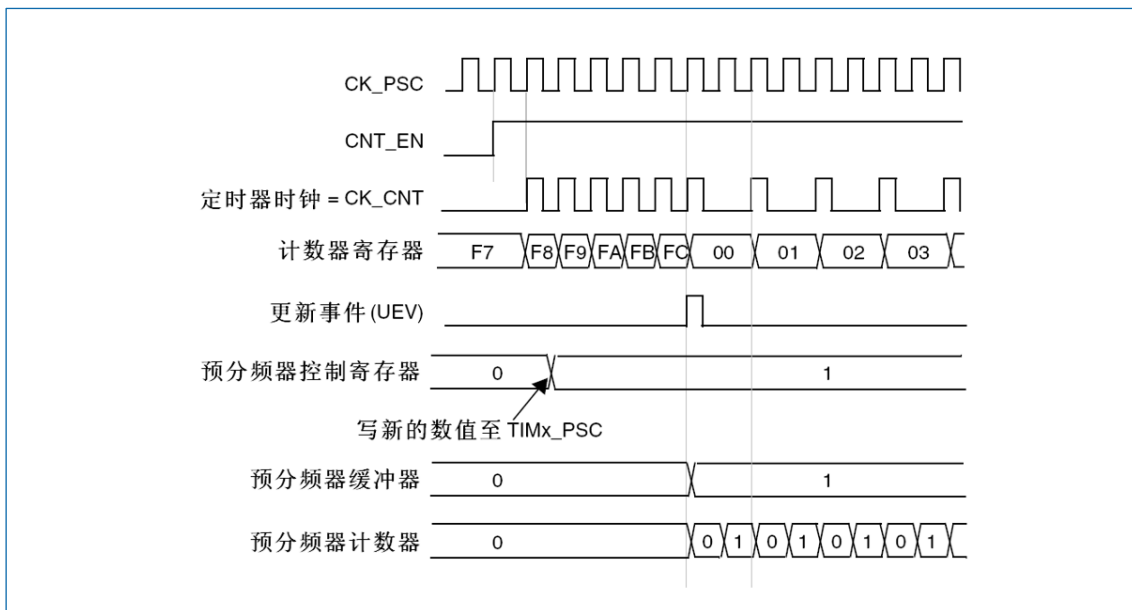 CK_PSC
CNT_EN
定时器时钟 = CK_CNT
计数器寄存器 F7 F8 F9 FA FB FC 00 01 02 03
更新事件(UEV)
预分频器控制寄存器 0 1
写新的数值至 TIMx_PSC
预分频器缓冲器 0 1
预分频器计数器 0 0 1 0 1 0 1 0 1